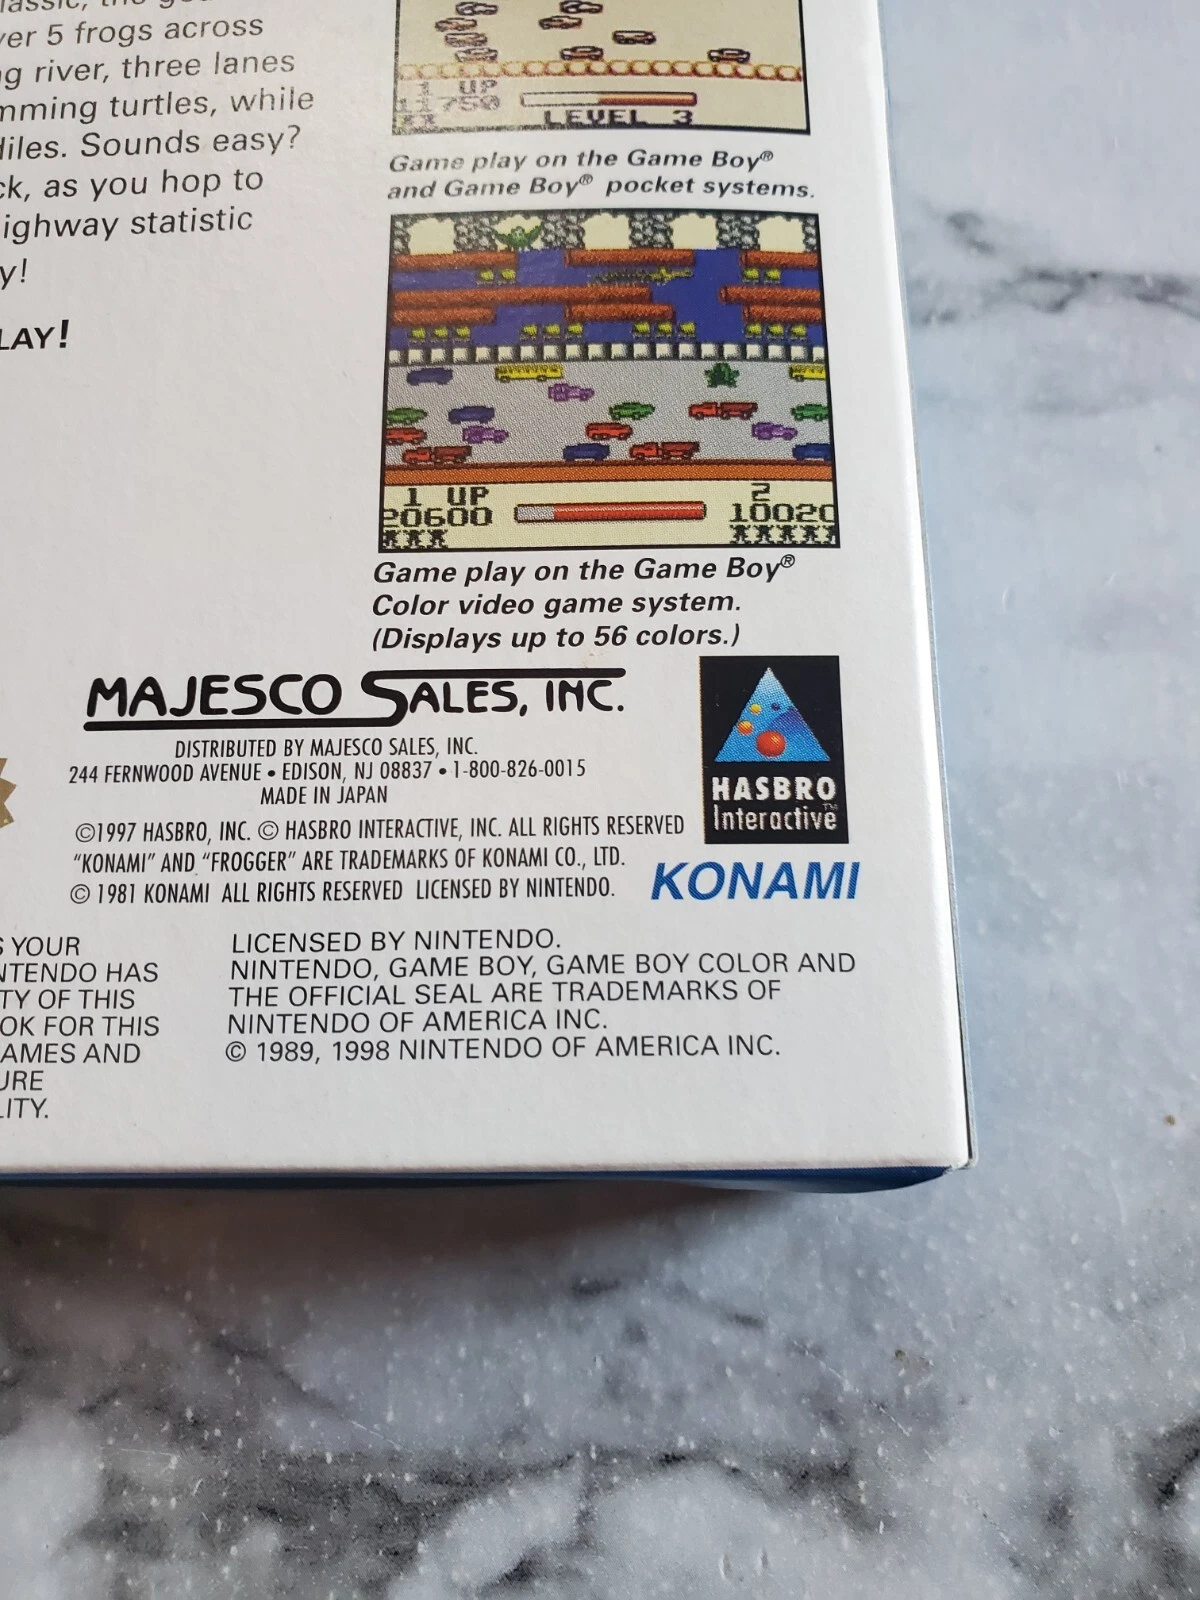 ver 5 frogs across
ng river, three lanes
mming turtles, while
diles. Sounds easy?
ck, as you hop to
ighway statistic
y!
LAY!
1 UP
11750
LEVEL 3
Game play on the Game Boy®
and Game Boy® pocket systems.
1 UP
20600
2
10020
Game play on the Game Boy®
Color video game system.
(Displays up to 56 colors.)
MAJESCO SALES, INC.
DISTRIBUTED BY MAJESCO SALES, INC.
244 FERNWOOD AVENUE • EDISON, NJ 08837 • 1-800-826-0015
MADE IN JAPAN
©1997 HASBRO, INC. © HASBRO INTERACTIVE, INC. ALL RIGHTS RESERVED
"KONAMI" AND "FROGGER" ARE TRADEMARKS OF KONAMI CO., LTD.
© 1981 KONAMI ALL RIGHTS RESERVED LICENSED BY NINTENDO.
HASBRO
Interactive™
KONAMI
S YOUR
NTENDO HAS
TY OF THIS
OK FOR THIS
AMES AND
URE
LITY.
LICENSED BY NINTENDO.
NINTENDO, GAME BOY, GAME BOY COLOR AND
THE OFFICIAL SEAL ARE TRADEMARKS OF
NINTENDO OF AMERICA INC.
© 1989, 1998 NINTENDO OF AMERICA INC.